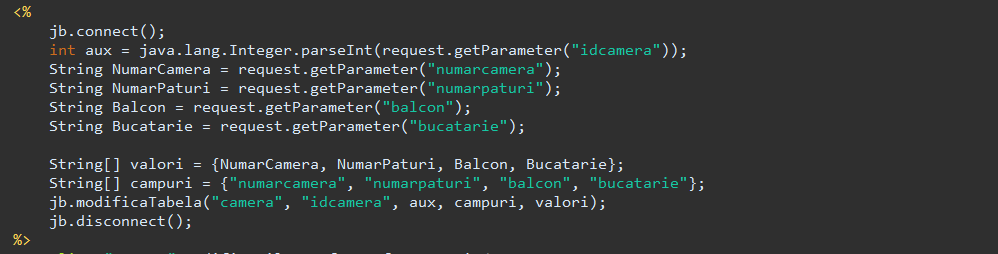 <%
jb.connect();
int aux = java.lang.Integer.parseInt(request.getParameter("idcamera"));
String NumarCamera = request.getParameter("numarcamera");
String NumarPaturi = request.getParameter("numarpaturi");
String Balcon = request.getParameter("balcon");
String Bucatarie = request.getParameter("bucatarie");
String[] valori = {NumarCamera, NumarPaturi, Balcon, Bucatarie};
String[] campuri = {"numarcamera", "numarpaturi", "balcon", "bucatarie"};
jb.modificaTabela("camera", "idcamera", aux, campuri, valori);
jb.disconnect();
%>